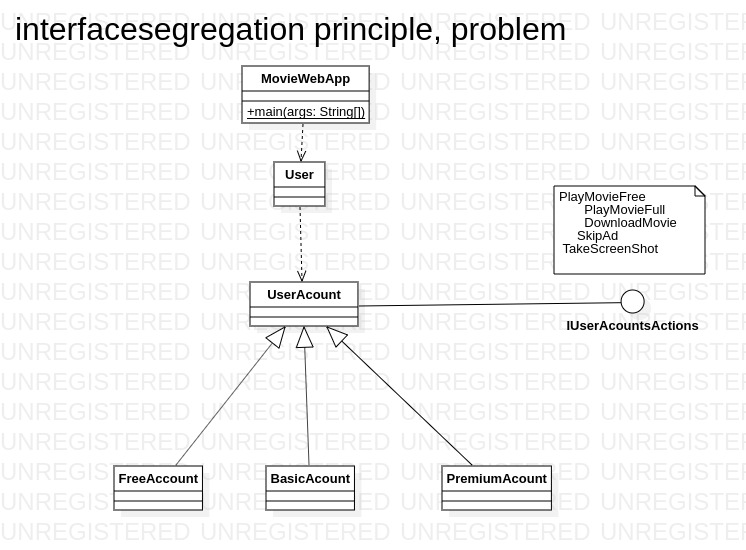 interfacesegregation principle, problem
MovieWebApp
+main(args: String[])
User
PlayMovieFree
PlayMovieFull
DownloadMovie
SkipAd
TakeScreenShot
UserAcount
IUserAcountsActions
FreeAccount
BasicAcount
PremiumAcount
UNREGISTERED UNREGISTERED UNREGISTERED UNREGISTERED